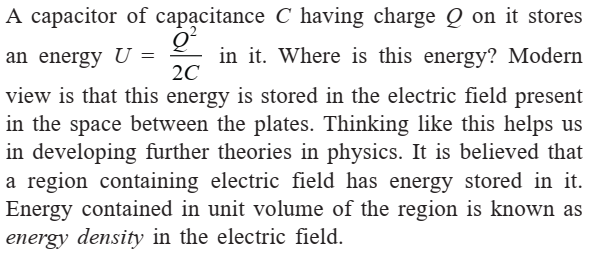 A capacitor of capacitance C having charge Q on it stores
an energy U = Q²/2C in it. Where is this energy? Modern
view is that this energy is stored in the electric field present
in the space between the plates. Thinking like this helps us
in developing further theories in physics. It is believed that
a region containing electric field has energy stored in it.
Energy contained in unit volume of the region is known as
energy density in the electric field.